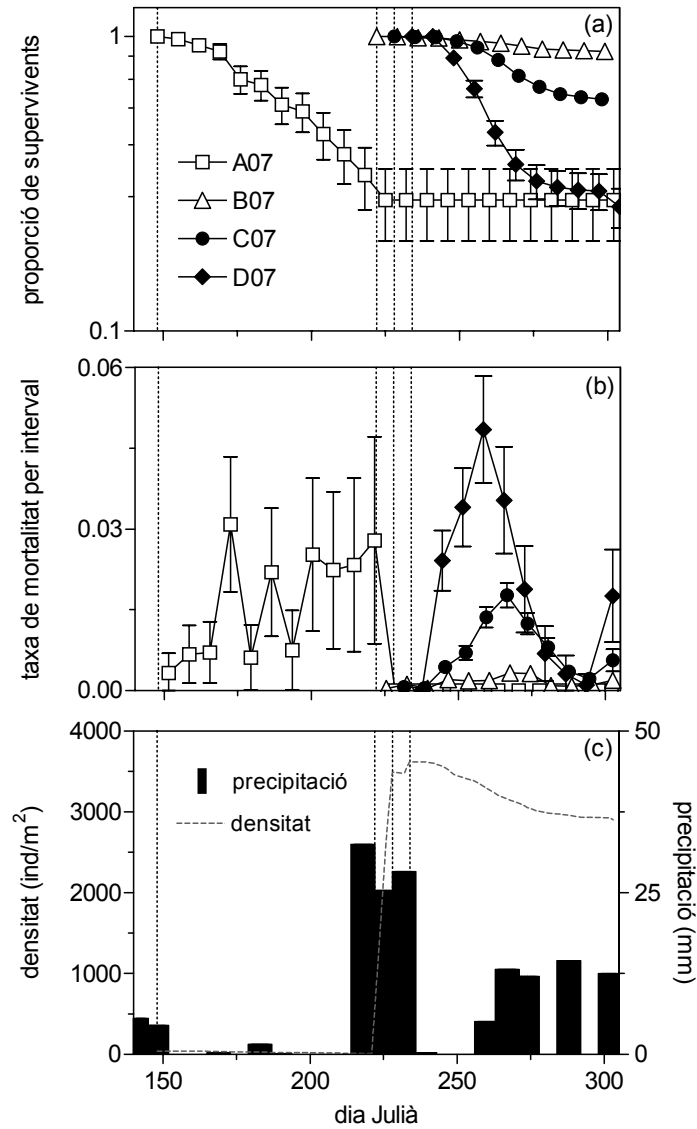 (a)
proporció de supervivents
1
0.1
A07
B07
C07
D07
(b)
taxa de mortalitat per interval
0.06
0.03
0.00
(c)
densitat (ind/m²)
4000
3000
2000
1000
0
precipitació
densitat
50
25
0
precipitació (mm)
150
200
250
300
dia Julià